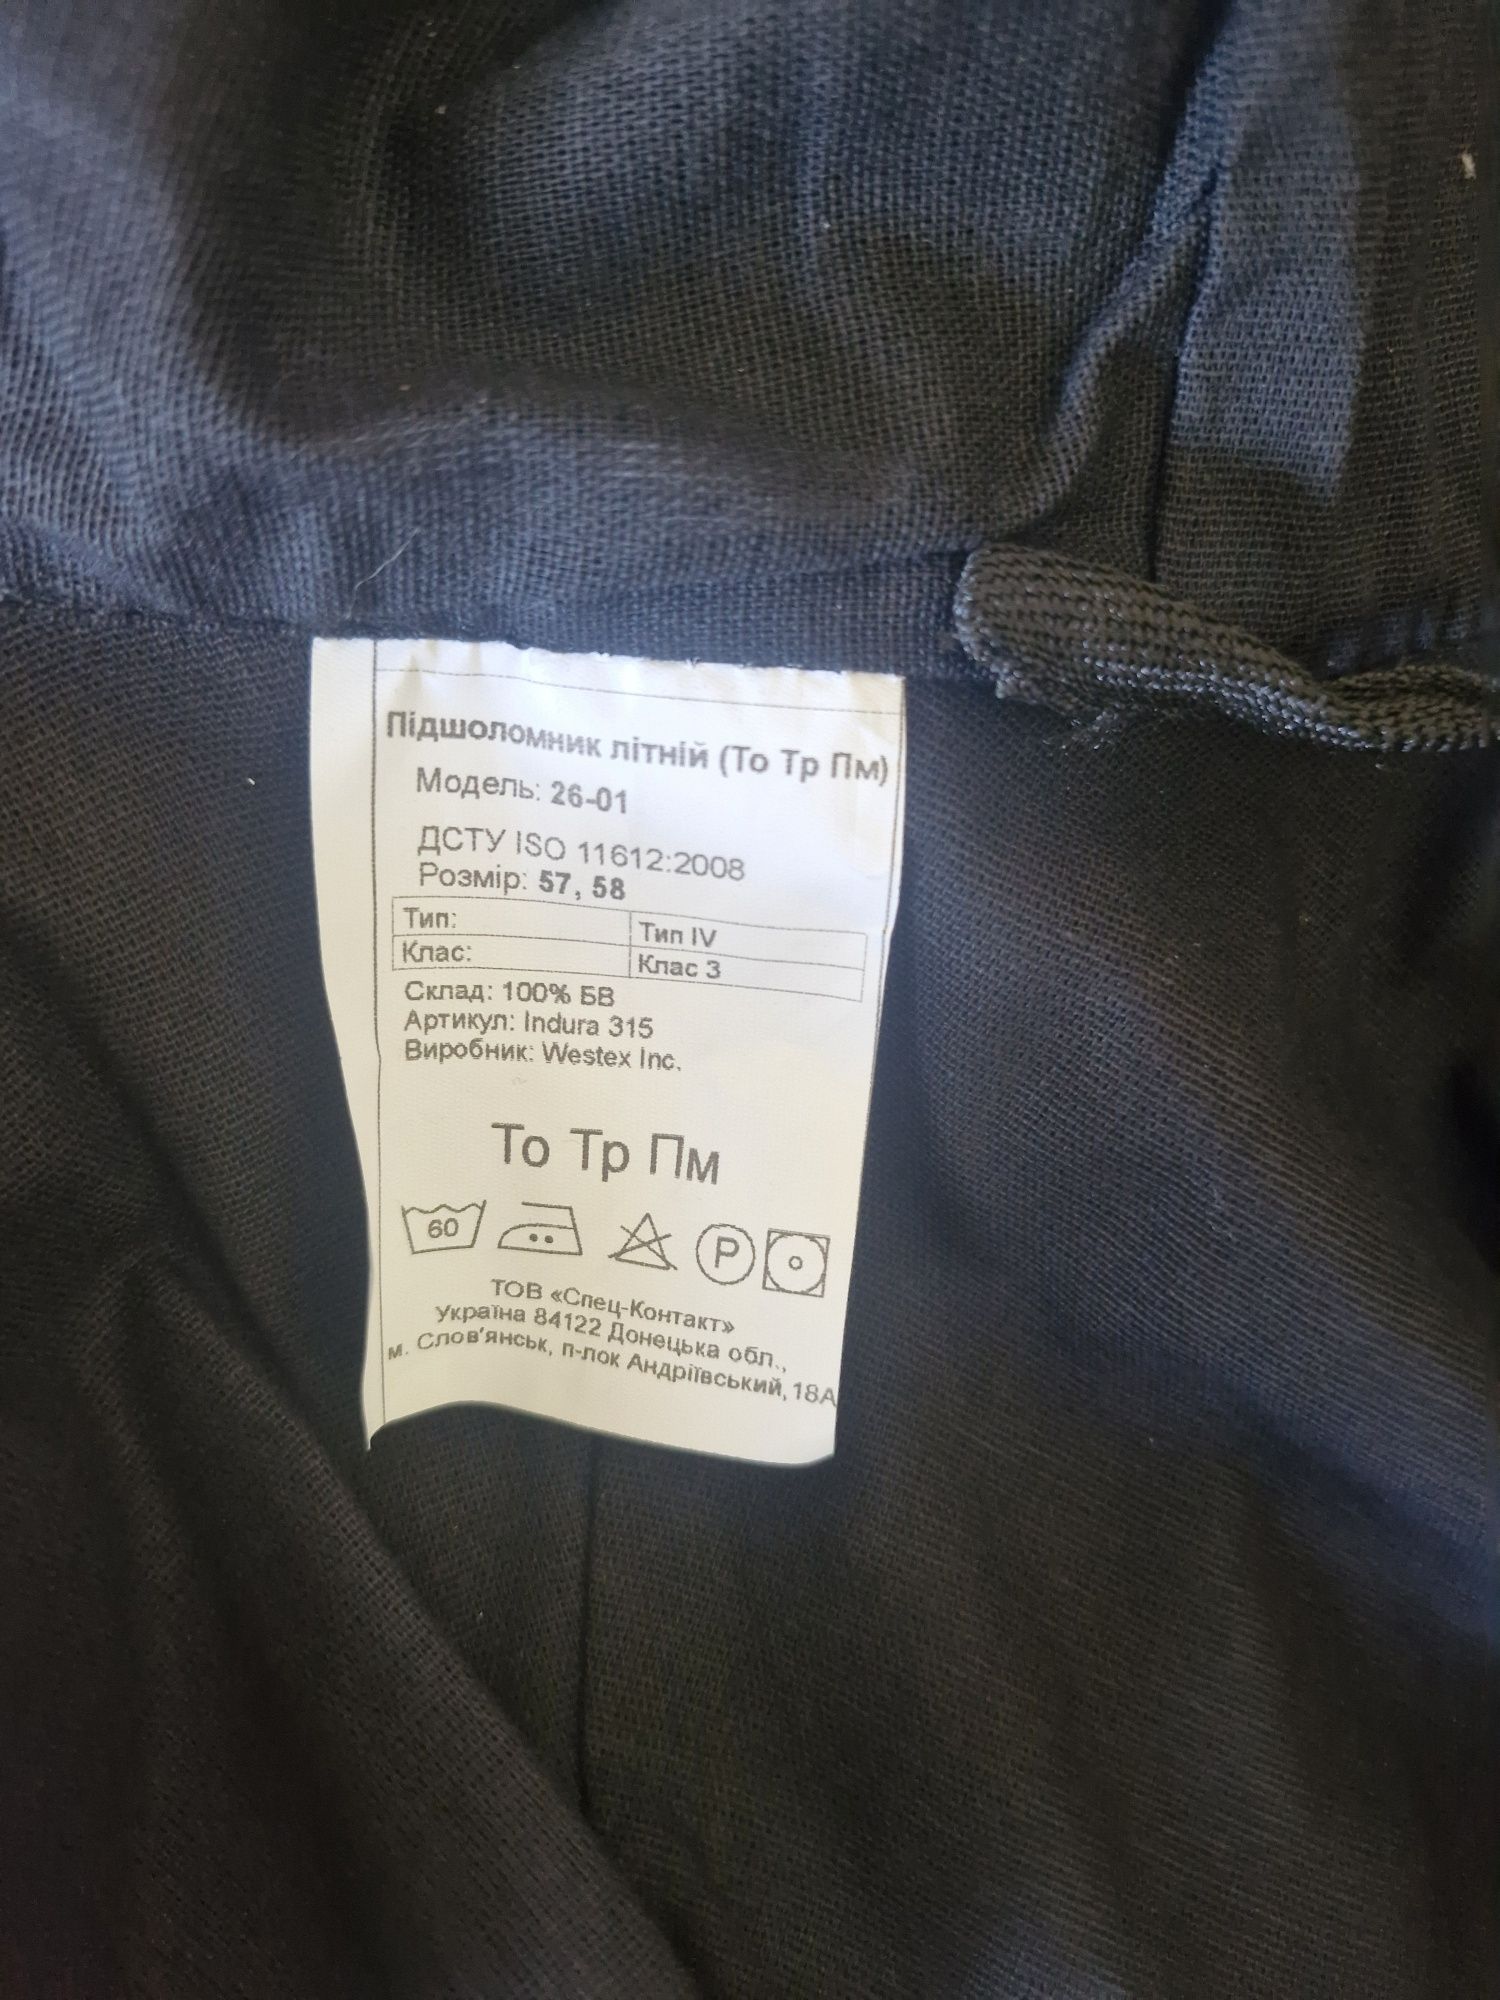 Підшоломник літній (То Тр Пм)
Модель: 26-01
ДСТУ ISO 11612:2008
Розмір: 57, 58
Тип: Тип IV
Клас: Клас 3
Склад: 100% БВ
Артикул: Indura 315
Виробник: Westex Inc.
То Тр Пм
60 P
ТОВ «Спец-Контакт»
Україна 84122 Донецька обл.,
м. Слов'янськ, п-лок Андріївський, 18А